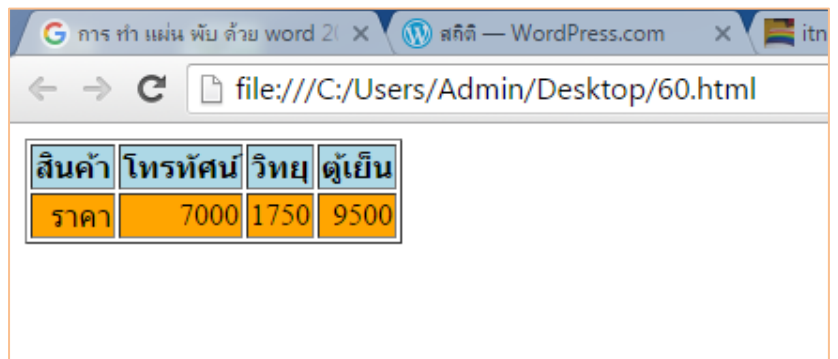 การ ทำ แผ่น พับ ด้วย word 2 สถิติ — WordPress.com itn
file:///C:/Users/Admin/Desktop/60.html
สินค้า โทรทัศน์ วิทยุ ตู้เย็น
ราคา 7000 1750 9500